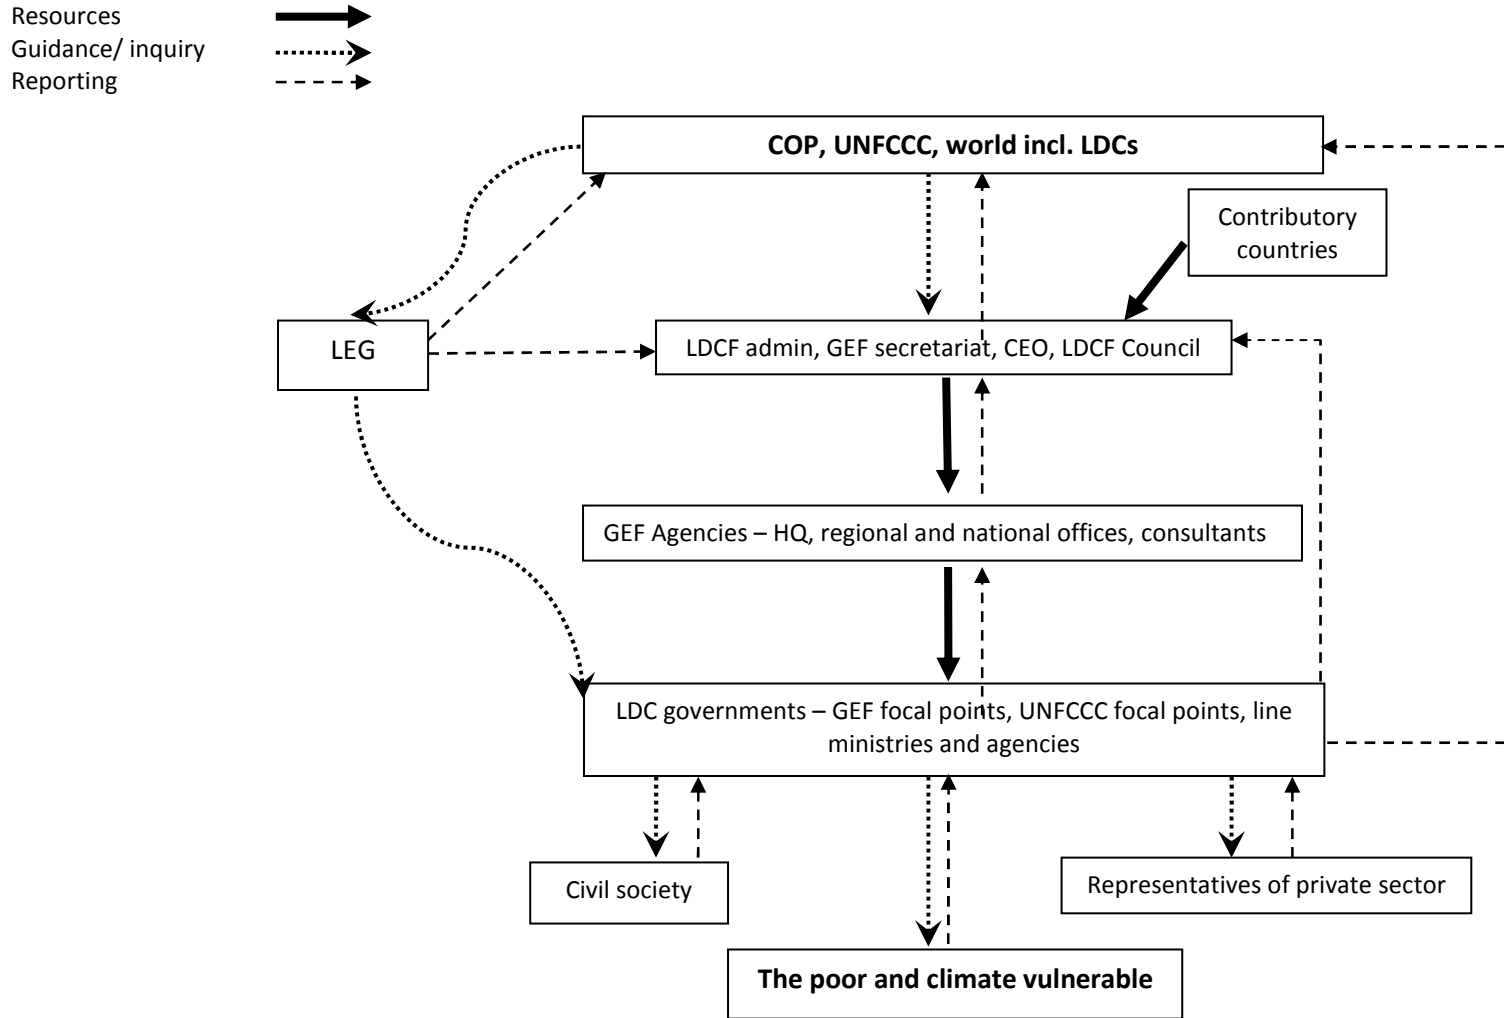 Resources
Guidance/ inquiry
Reporting
COP, UNFCCC, world incl. LDCs
Contributory
countries
LEG
LDCF admin, GEF secretariat, CEO, LDCF Council
GEF Agencies – HQ, regional and national offices, consultants
LDC governments – GEF focal points, UNFCCC focal points, line
ministries and agencies
Civil society
Representatives of private sector
The poor and climate vulnerable